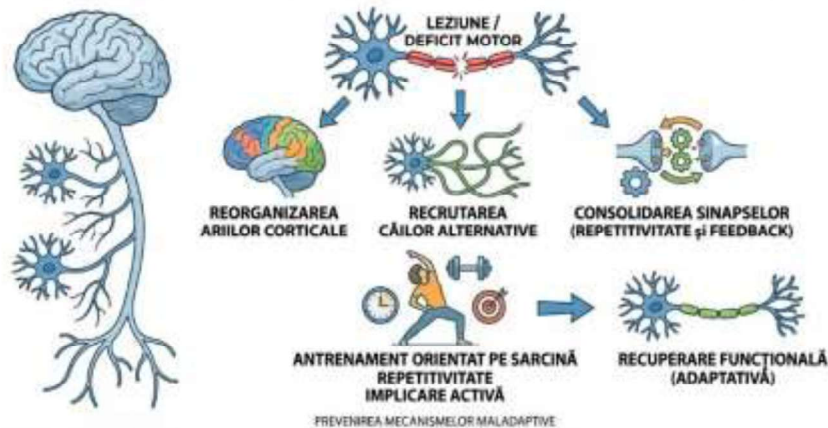 LEZIUNE /
DEFICIT MOTOR
REORGANIZAREA
ARIILOR CORTICALE
RECRUTAREA
CĂILOR ALTERNATIVE
CONSOLIDAREA SINAPSELOR
(REPETITIVITATE și FEEDBACK)
ANTRENAMENT ORIENTAT PE SARCINĂ
REPETITIVITATE
IMPLICARE ACTIVĂ
PREVENIREA MECANISMELOR MALADAPTIVE
RECUPERARE FUNCȚIONALĂ
(ADAPTATIVĂ)